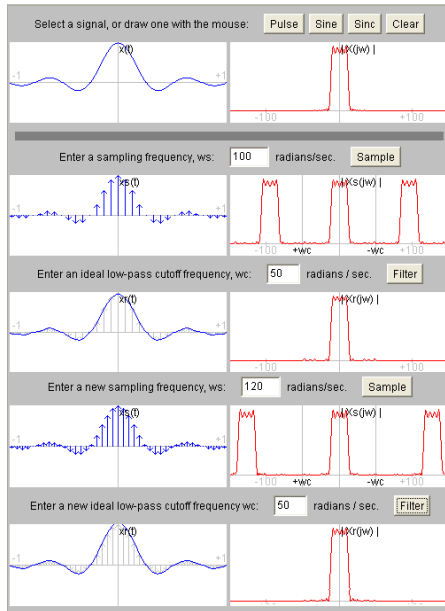 Select a signal, or draw one with the mouse: Pulse Sine Sinc Clear
x(t) |X(jw) |
-1 +1 -100 +100
Enter a sampling frequency, ws: 100 radians/sec. Sample
xs(t) |Xs(jw) |
-1 +1 -100 +wc -wc +100
Enter an ideal low-pass cutoff frequency, wc: 50 radians / sec. Filter
xr(t) |Xr(jw) |
-1 +1 -100 +100
Enter a new sampling frequency, ws: 120 radians/sec. Sample
xs(t) |Xs(jw) |
-1 +1 -100 +wc -wc +100
Enter a new ideal low-pass cutoff frequency wc: 50 radians / sec. Filter
xr(t) |Xr(jw) |
-1 +1 -100 +100